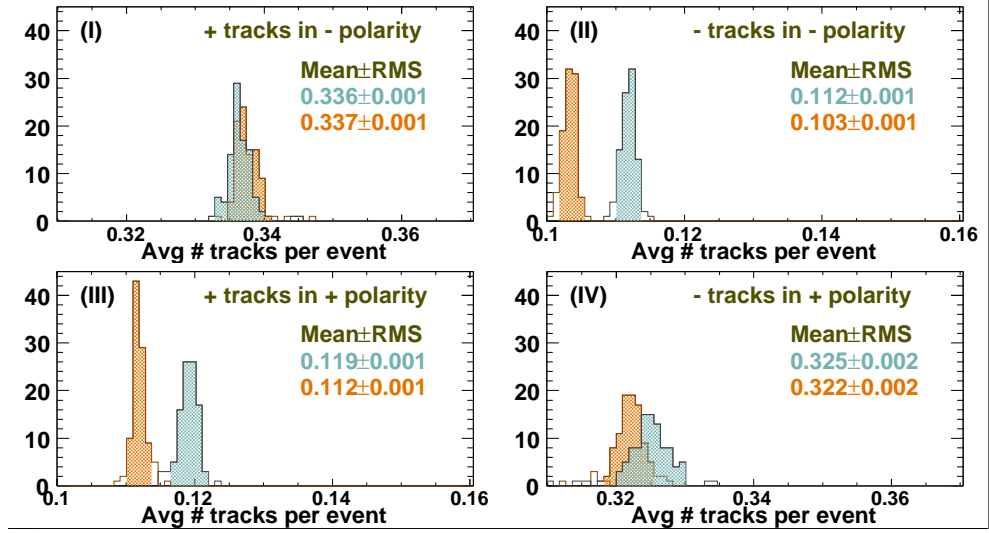 (I) + tracks in - polarity
Mean±RMS
0.336±0.001
0.337±0.001
40
30
20
10
0
0.32 0.34 0.36
Avg # tracks per event
(II) - tracks in - polarity
Mean±RMS
0.112±0.001
0.103±0.001
40
30
20
10
0
0.1 0.12 0.14 0.16
Avg # tracks per event
(III) + tracks in + polarity
Mean±RMS
0.119±0.001
0.112±0.001
40
30
20
10
0
0.1 0.12 0.14 0.16
Avg # tracks per event
(IV) - tracks in + polarity
Mean±RMS
0.325±0.002
0.322±0.002
40
30
20
10
0
0.32 0.34 0.36
Avg # tracks per event